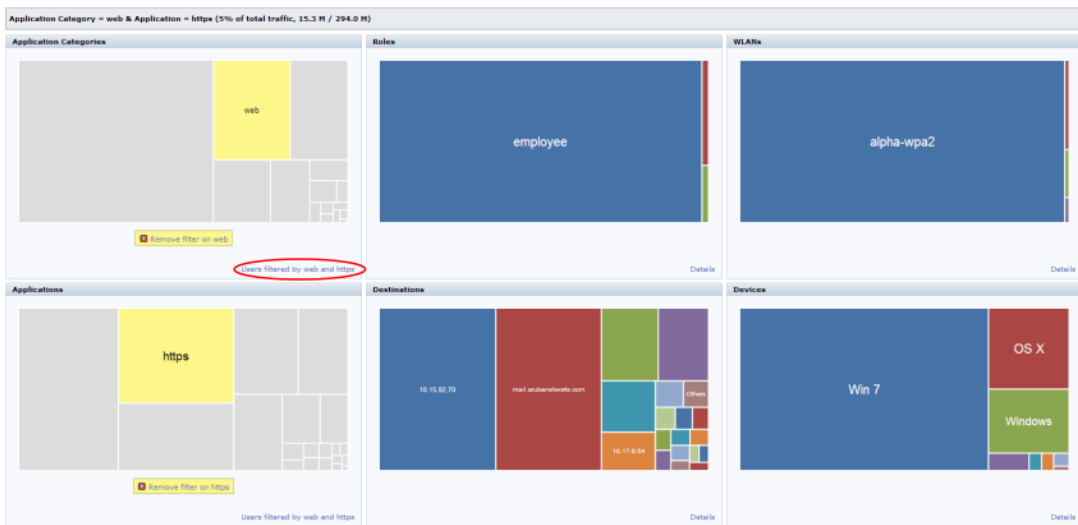 Application Category = web & Application = https (5% of total traffic, 15.3 M / 294.0 M)
Application Categories
Roles
WLANs
web
employee
alpha-wpa2
Remove filter on web
Users filtered by web and https
Details
Details
Applications
Destinations
Devices
https
10.15.92.70
mail.arubanetworks.com
Others
10.17.6.54
Win 7
OS X
Windows
Remove filter on https
Users filtered by web and https
Details
Details